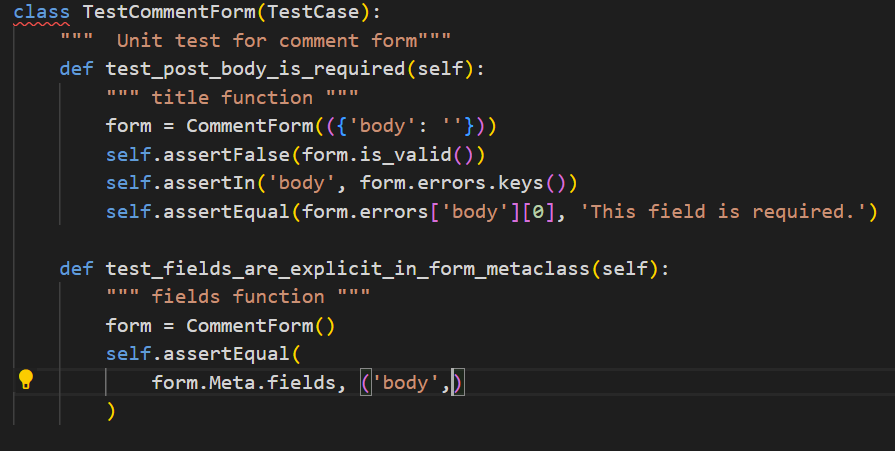 class TestCommentForm(TestCase):
    """  Unit test for comment form"""
    def test_post_body_is_required(self):
        """ title function """
        form = CommentForm(({'body': ''}))
        self.assertFalse(form.is_valid())
        self.assertIn('body', form.errors.keys())
        self.assertEqual(form.errors['body'][0], 'This field is required.')

    def test_fields_are_explicit_in_form_metaclass(self):
        """ fields function """
        form = CommentForm()
        self.assertEqual(
            form.Meta.fields, ('body',)
        )